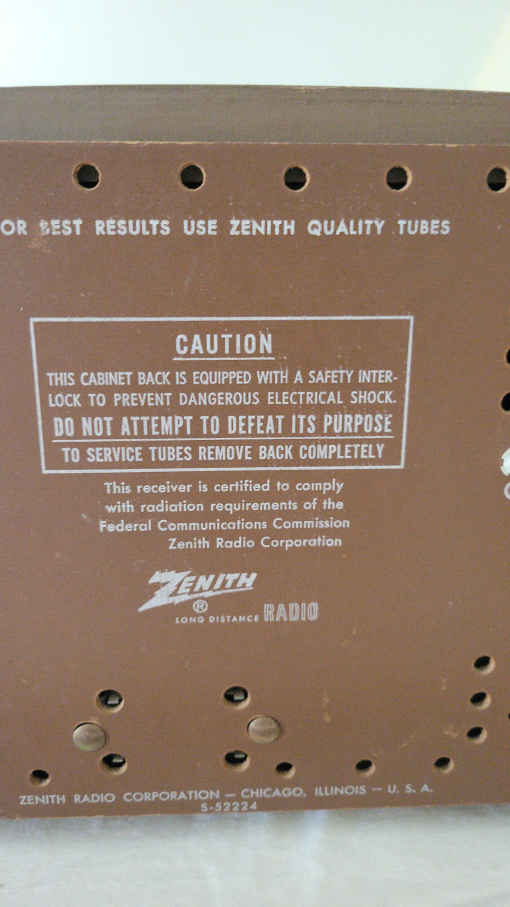 OR BEST RESULTS USE ZENITH QUALITY TUBES
CAUTION
THIS CABINET BACK IS EQUIPPED WITH A SAFETY INTER-
LOCK TO PREVENT DANGEROUS ELECTRICAL SHOCK.
DO NOT ATTEMPT TO DEFEAT ITS PURPOSE
TO SERVICE TUBES REMOVE BACK COMPLETELY
This receiver is certified to comply
with radiation requirements of the
Federal Communications Commission
Zenith Radio Corporation
ZENITH
®
LONG DISTANCE RADIO
ZENITH RADIO CORPORATION — CHICAGO, ILLINOIS — U. S. A.
S-52224